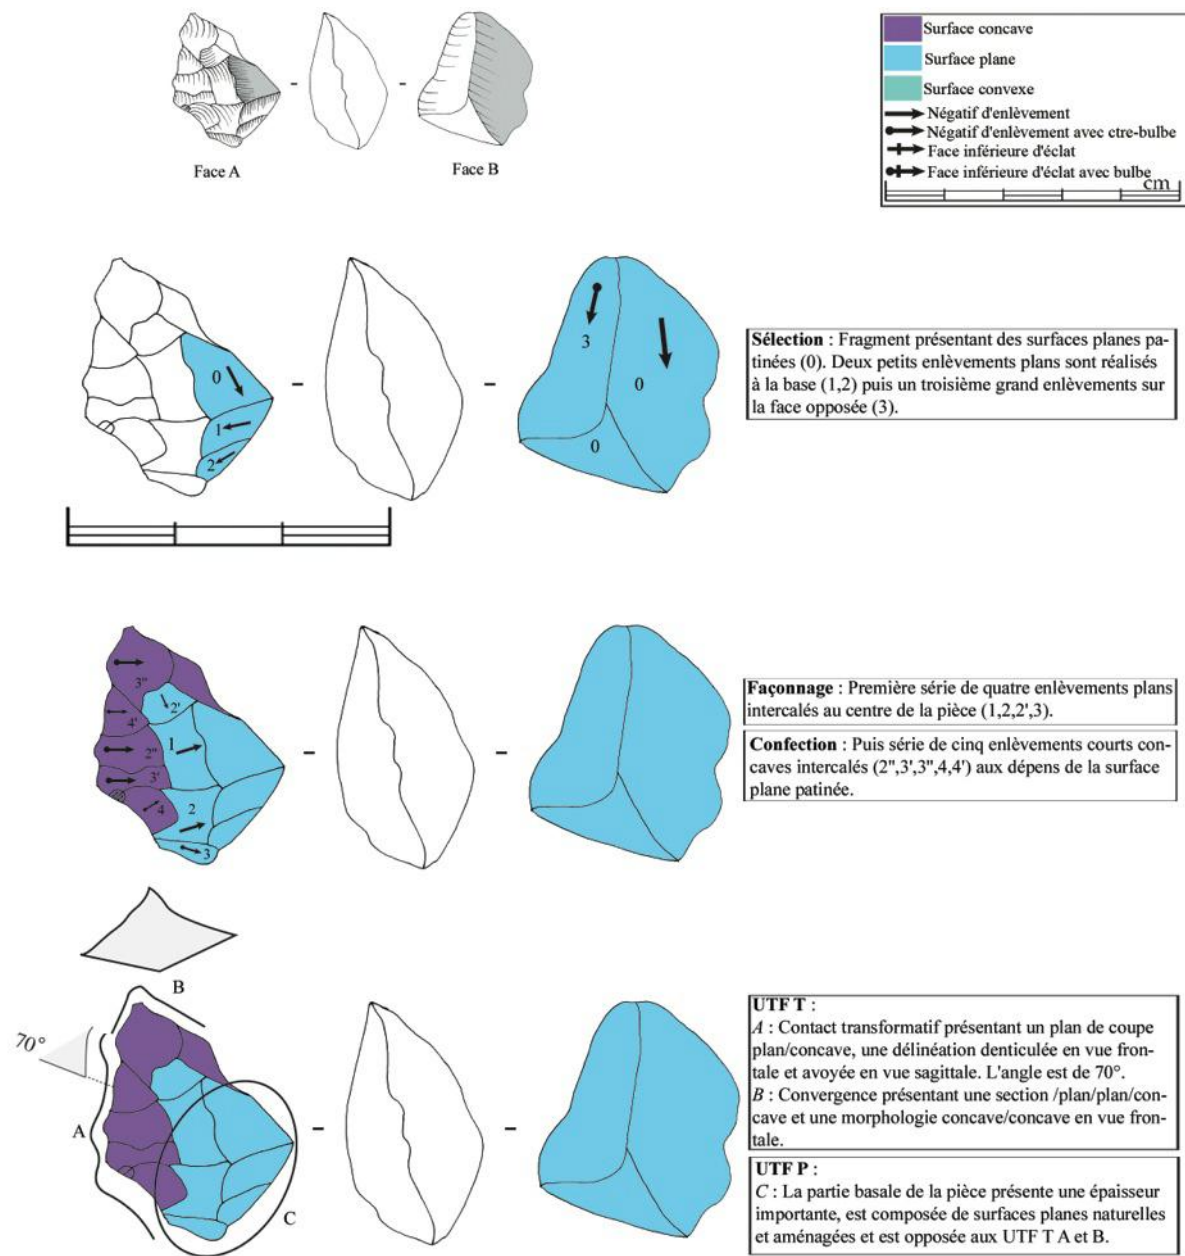 Face A
Face B
Surface concave
Surface plane
Surface convexe
Négatif d'enlèvement
Négatif d'enlèvement avec ctre-bulbe
Face inférieure d'éclat
Face inférieure d'éclat avec bulbe
cm
0
1
2
3
0
0
Sélection : Fragment présentant des surfaces planes pa-
tinées (0). Deux petits enlèvements plans sont réalisés
à la base (1,2) puis un troisième grand enlèvements sur
la face opposée (3).
3"
2'
4'
1
2"
3'
4
2
3
Façonnage : Première série de quatre enlèvements plans
intercalés au centre de la pièce (1,2,2',3).
Confection : Puis série de cinq enlèvements courts con-
caves intercalés (2",3',3",4,4') aux dépens de la surface
plane patinée.
B
70°
A
C
UTF T :
A : Contact transformatif présentant un plan de coupe
plan/concave, une délinéation denticulée en vue fron-
tale et avoyée en vue sagittale. L'angle est de 70°.
B : Convergence présentant une section /plan/plan/con-
cave et une morphologie concave/concave en vue fron-
tale.
UTF P :
C : La partie basale de la pièce présente une épaisseur
importante, est composée de surfaces planes naturelles
et aménagées et est opposée aux UTF T A et B.